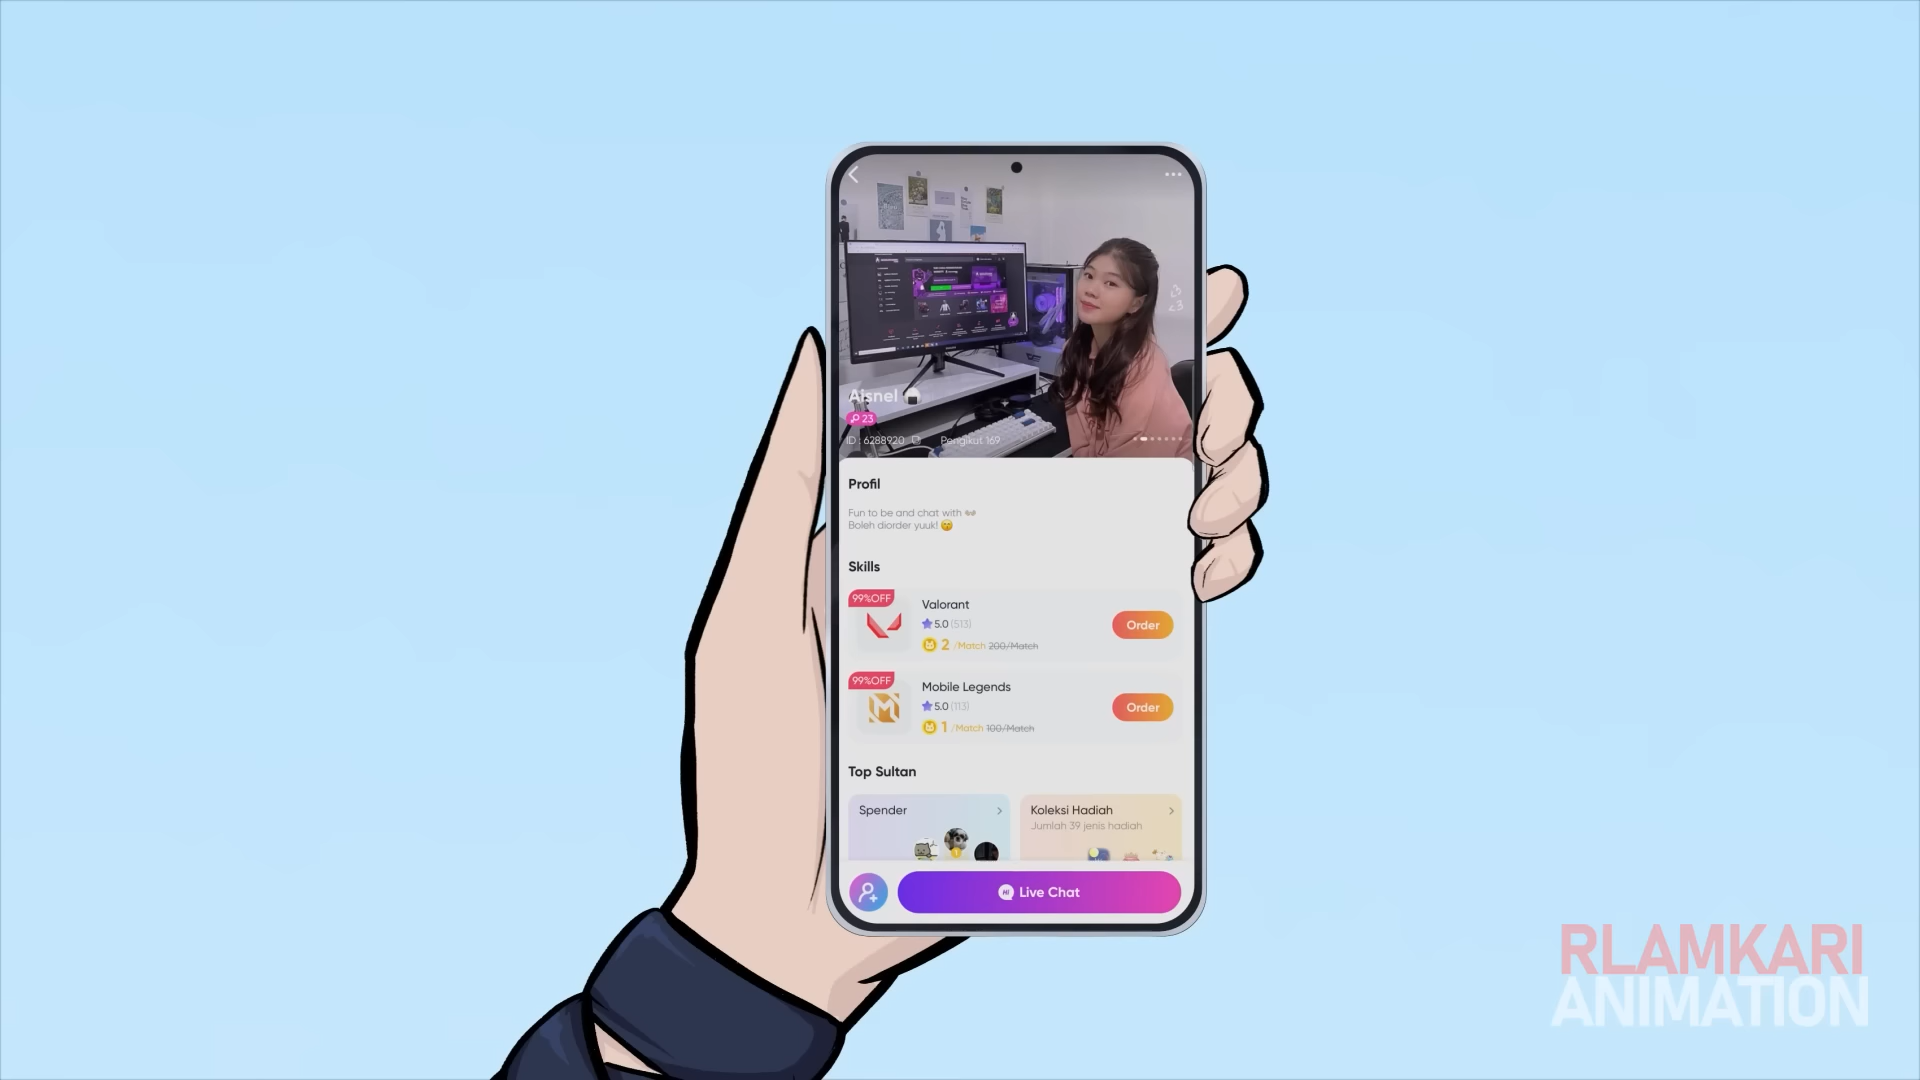 Aisnel
23
ID : 6288920 Pengikut 169
Profil
Fun to be and chat with
Boleh diorder yuuk!
Skills
99%OFF
Valorant
5.0 (513)
2 /Match 200/Match
Order
99%OFF
Mobile Legends
5.0 (113)
1 /Match 100/Match
Order
Top Sultan
Spender
Koleksi Hadiah
Jumlah 39 jenis hadiah
Live Chat
RLAMKARI
ANIMATION